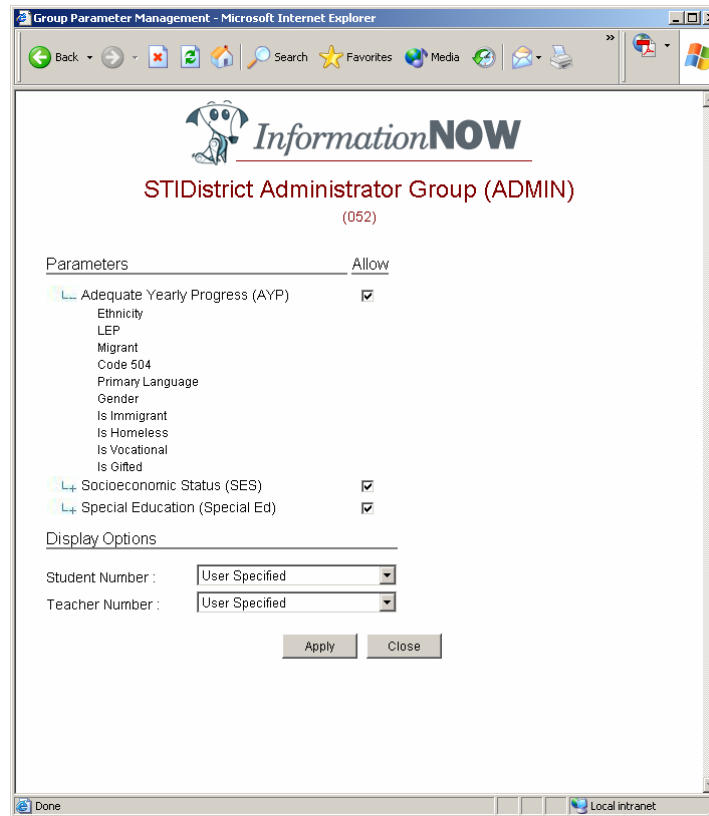 Group Parameter Management - Microsoft Internet Explorer
Back Search Favorites Media »
InformationNOW
STIDistrict Administrator Group (ADMIN)
(052)
Parameters Allow
Adequate Yearly Progress (AYP)
Ethnicity
LEP
Migrant
Code 504
Primary Language
Gender
Is Immigrant
Is Homeless
Is Vocational
Is Gifted
Socioeconomic Status (SES)
Special Education (Special Ed)
Display Options
Student Number : User Specified
Teacher Number : User Specified
Apply Close
Done Local intranet